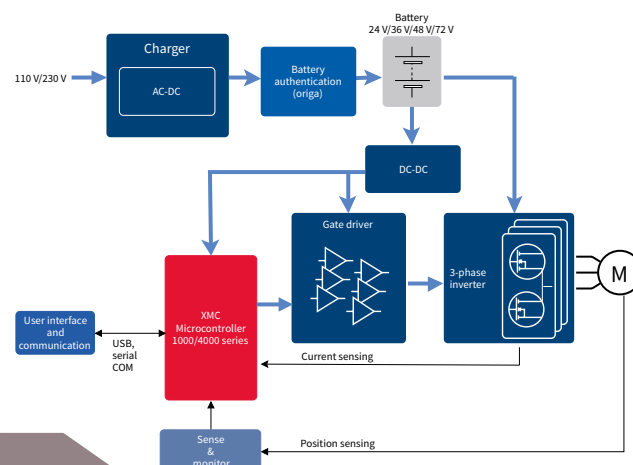 Battery
24 V/36 V/48 V/72 V
Charger
110 V/230 V
AC-DC
Battery
authentication
(origa)
DC-DC
Gate driver
3-phase
inverter
M
XMC
Microcontroller
1000/4000 series
User interface
and
communication
USB,
serial
COM
Current sensing
Sense
&
monitor
Position sensing